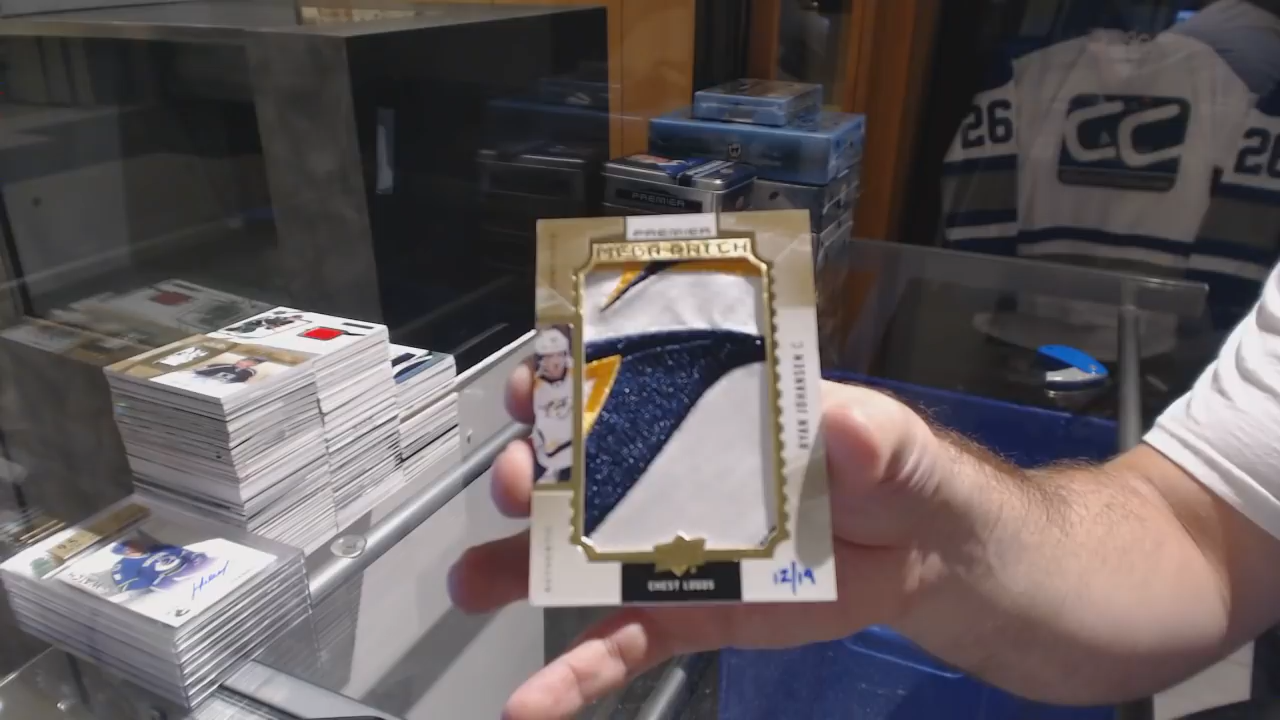 26
26
PREMIER
PREMIER
MEGA PATCH
RYAN JOHANSEN C
CHEST LOGOS
12/19